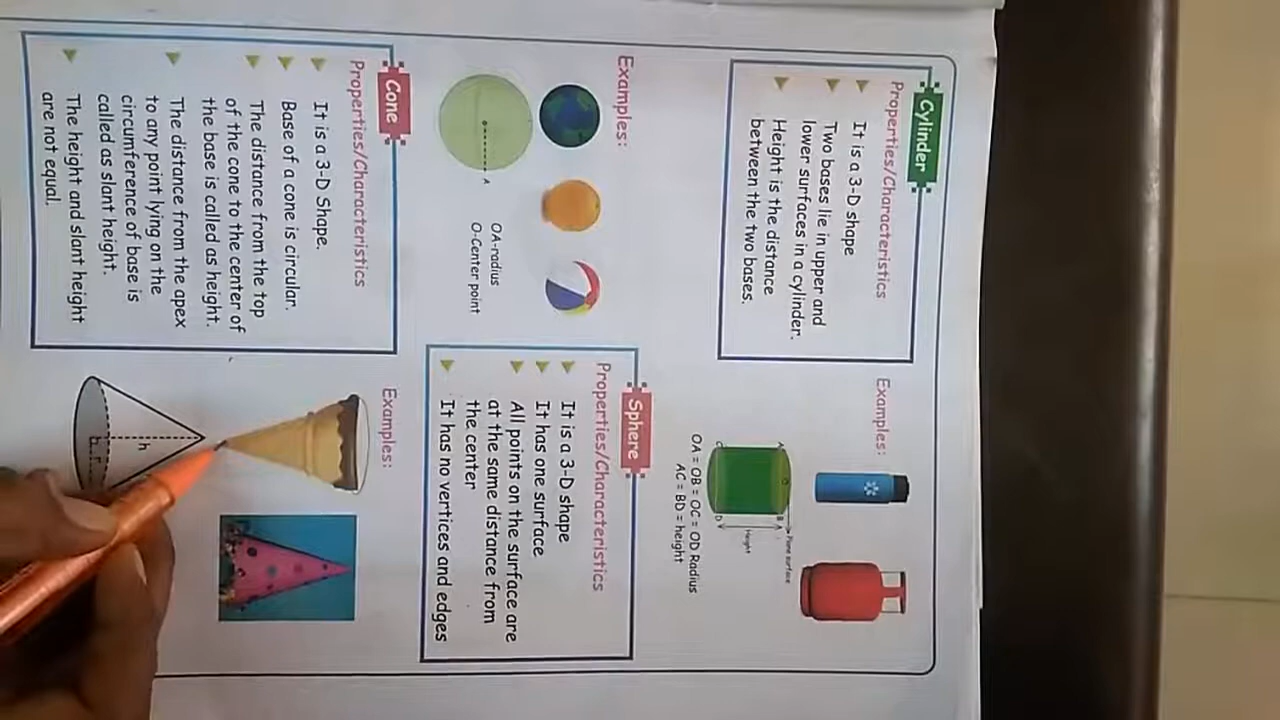 Cylinder
Properties/Characteristics
It is a 3-D shape
Two bases lie in upper and
lower surfaces in a cylinder.
Height is the distance
between the two bases.
Examples:
Plane surface
A
O
B
A
Height
C
D
OA = OB = OC = OD Radius
AC = BD = height
Examples:
A
OA-radius
O-Center point
Sphere
Properties/Characteristics
It is a 3-D shape
It has one surface
All points on the surface are
at the same distance from
the center
It has no vertices and edges
Cone
Properties/Characteristics
It is a 3-D Shape.
Base of a cone is circular.
The distance from the top
of the cone to the center of
the base is called as height.
The distance from the apex
to any point lying on the
circumference of base is
called as slant height.
The height and slant height
are not equal.
Examples:
h
b r